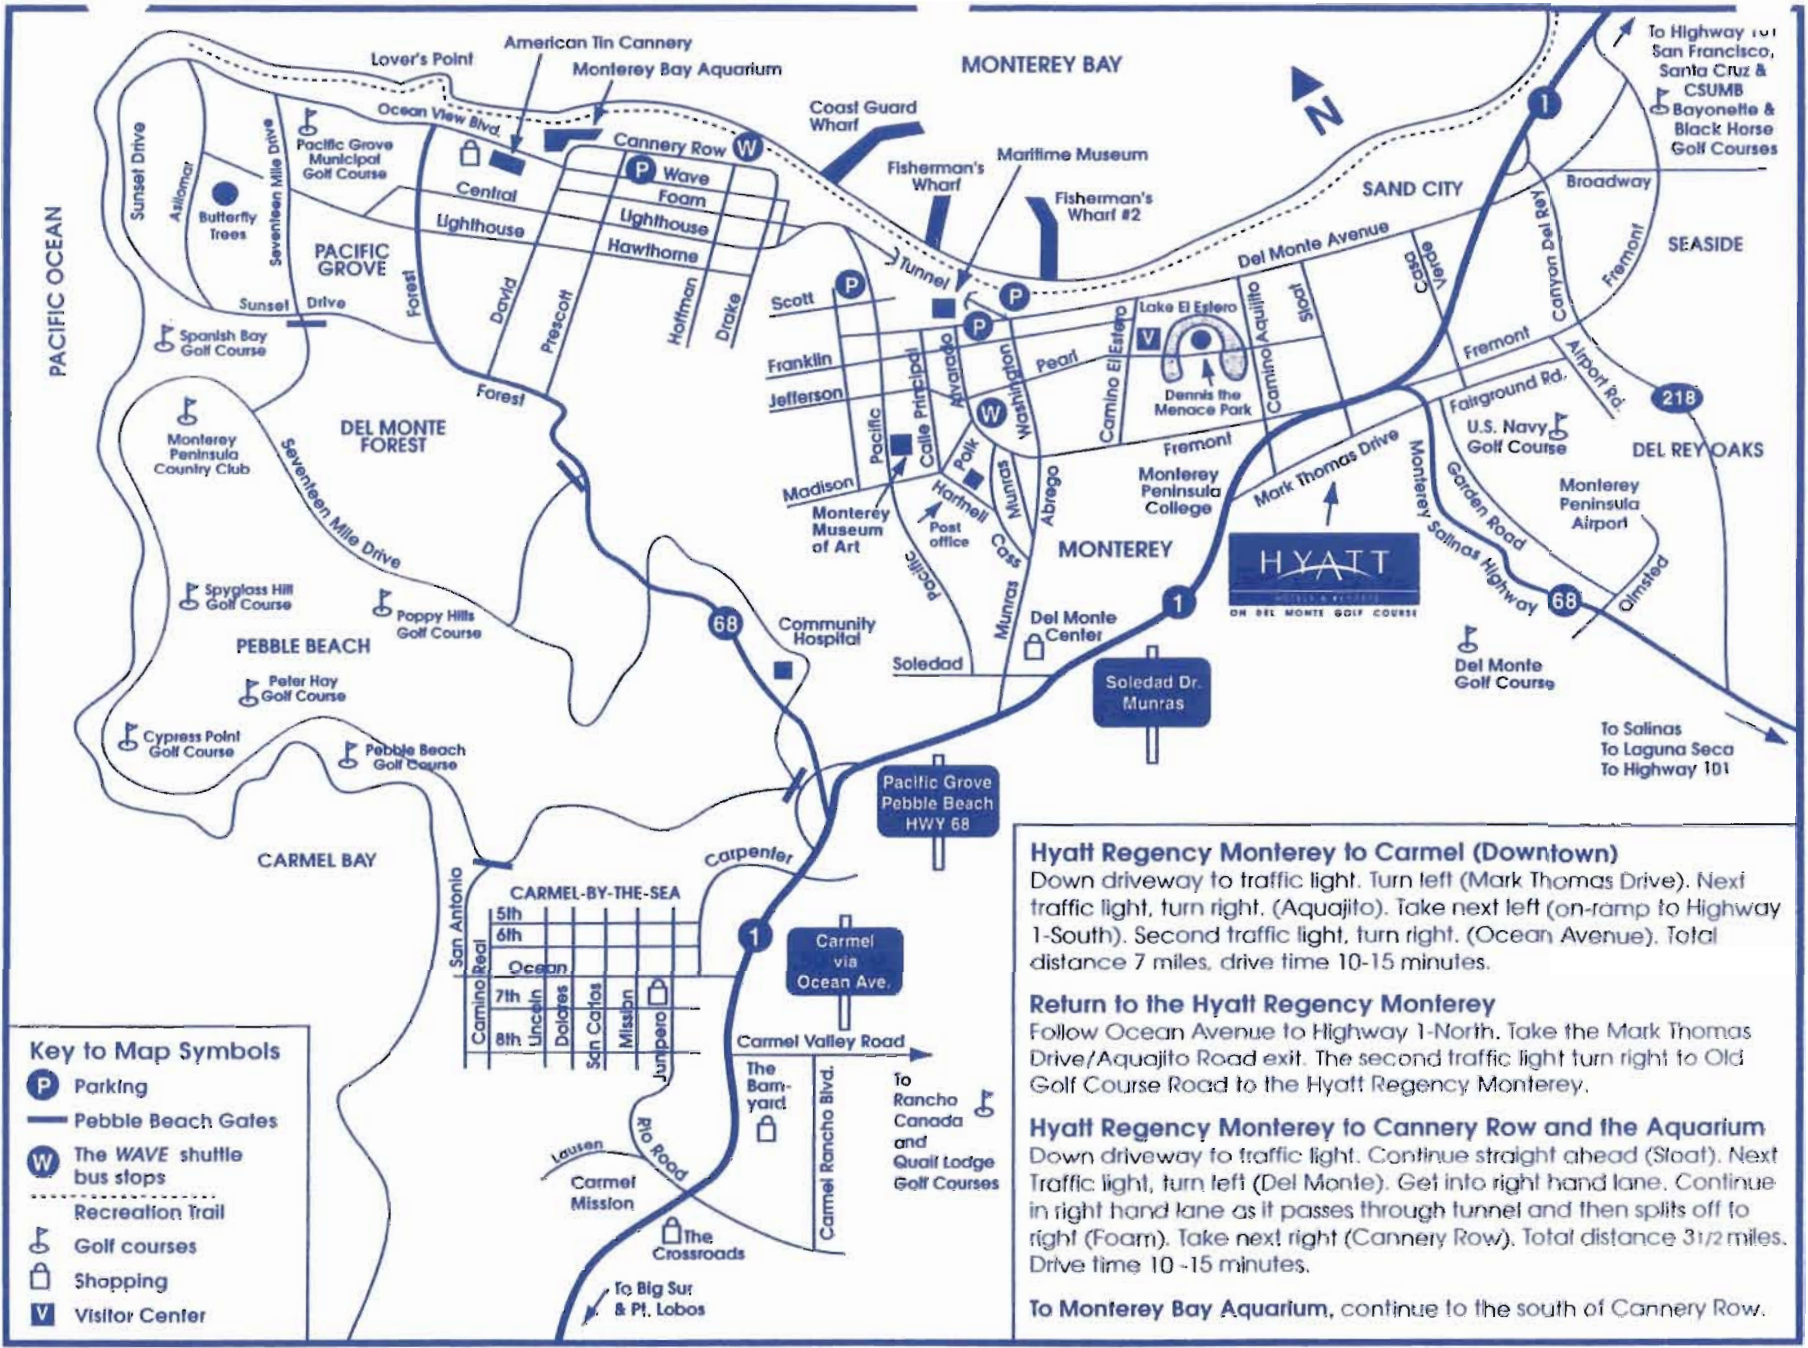 American Tin Cannery
Lover's Point
Monterey Bay Aquarium
MONTEREY BAY
N
To Highway 101
San Francisco,
Santa Cruz &
CSUMB
Bayonette &
Black Horse
Golf Courses
1
Ocean View Blvd.
Coast Guard
Wharf
Cannery Row
W
Pacific Grove
Municipal
Golf Course
P
Wave
Foam
Central
Lighthouse
Lighthouse
Hawthorne
Fisherman's
Wharf
Maritime Museum
Fisherman's
Wharf #2
SAND CITY
Broadway
Sunset Drive
Asilomar
Butterfly
Trees
Seventeen Mile Drive
PACIFIC
GROVE
Forest
David
Prescott
Hoffman
Drake
PACIFIC OCEAN
Sunset Drive
Tunnel
Del Monte Avenue
Casa
Verde
Canyon Del Rey
Fremont
SEASIDE
Scott
P
P
P
Lake El Estero
V
Camino Aquijito
Sloat
Spanish Bay
Golf Course
Franklin
Jefferson
Pearl
Camino El Estero
Dennis the
Menace Park
Fremont
Fairground Rd.
Airport Rd.
218
Forest
Pacific
Calle Principal
Alvarado
Washington
W
Polk
Monterey
Peninsula
Country Club
DEL MONTE
FOREST
Seventeen Mile Drive
Madison
Hartnell
Munras
Abrego
Fremont
Mark Thomas Drive
U.S. Navy
Golf Course
DEL REY OAKS
Monterey
Museum
of Art
Post
office
Cass
Monterey
Peninsula
College
Monterey Salinas Highway
Garden Road
Monterey
Peninsula
Airport
MONTEREY
HYATT
HOTELS & RESORTS
ON DEL MONTE GOLF COURSE
Olmsted
68
Pacific
Munras
1
Spyglass Hill
Golf Course
Poppy Hills
Golf Course
68
Community
Hospital
Del Monte
Center
Soledad
Del Monte
Golf Course
PEBBLE BEACH
Peter Hay
Golf Course
Soledad Dr.
Munras
Cypress Point
Golf Course
Pebble Beach
Golf Course
To Salinas
To Laguna Seca
To Highway 101
Pacific Grove
Pebble Beach
HWY 68
CARMEL BAY
Carpenter
CARMEL-BY-THE-SEA
San Antonio
Camino Real
5th
6th
Ocean
7th
8th
Lincoln
Dolores
San Carlos
Mission
Junipero
1
Carmel
via
Ocean Ave.
Carmel Valley Road
The
Barn-
yard
Carmel Rancho Blvd.
To
Rancho
Canada
and
Quail Lodge
Golf Courses
Rio Road
Lausen
Carmel
Mission
The
Crossroads
To Big Sur
& Pt. Lobos
Key to Map Symbols
P Parking
Pebble Beach Gates
W The WAVE shuttle
bus stops
Recreation Trail
Golf courses
Shopping
V Visitor Center
Hyatt Regency Monterey to Carmel (Downtown)
Down driveway to traffic light. Turn left (Mark Thomas Drive). Next
traffic light, turn right. (Aquajito). Take next left (on-ramp to Highway
1-South). Second traffic light, turn right. (Ocean Avenue). Total
distance 7 miles, drive time 10-15 minutes.
Return to the Hyatt Regency Monterey
Follow Ocean Avenue to Highway 1-North. Take the Mark Thomas
Drive/Aquajito Road exit. The second traffic light turn right to Old
Golf Course Road to the Hyatt Regency Monterey.
Hyatt Regency Monterey to Cannery Row and the Aquarium
Down driveway to traffic light. Continue straight ahead (Sloat). Next
Traffic light, turn left (Del Monte). Get into right hand lane. Continue
in right hand lane as it passes through tunnel and then splits off to
right (Foam). Take next right (Cannery Row). Total distance 3 1/2 miles.
Drive time 10 -15 minutes.
To Monterey Bay Aquarium, continue to the south of Cannery Row.